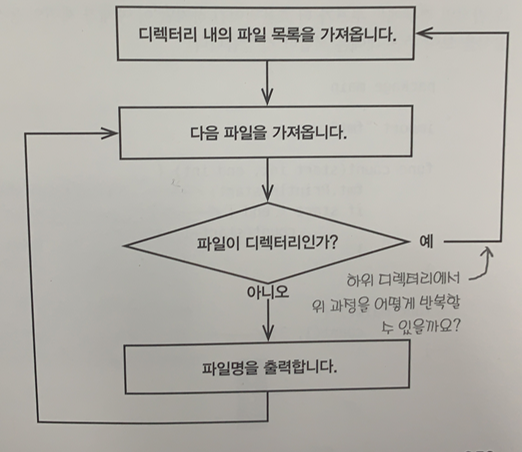 디렉터리 내의 파일 목록을 가져옵니다.
다음 파일을 가져옵니다.
파일이 디렉터리인가?
예
하위 디렉터리에서
위 과정을 어떻게 반복할
수 있을까요?
아니오
파일명을 출력합니다.